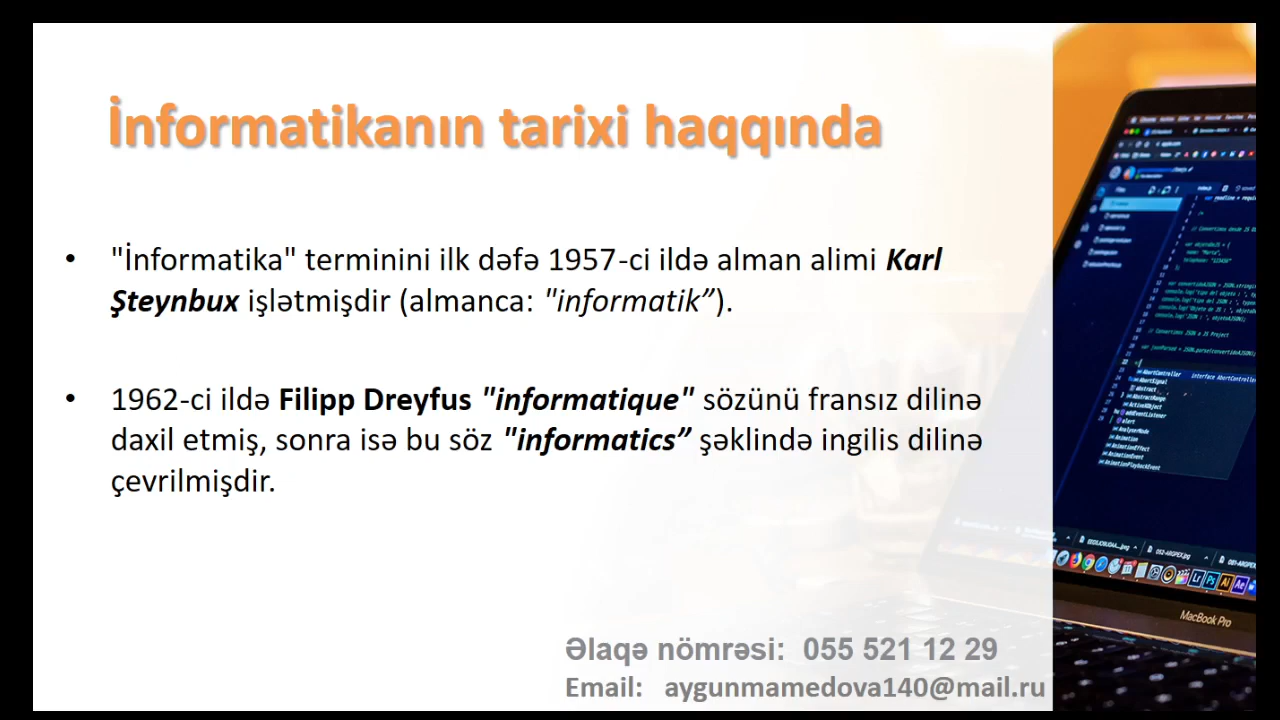 İnformatikanın tarixi haqqında
• "İnformatika" terminini ilk dəfə 1957-ci ildə alman alimi Karl
Şteynbux işlətmişdir (almanca: "informatik”).
• 1962-ci ildə Filipp Dreyfus "informatique" sözünü fransız dilinə
daxil etmiş, sonra isə bu söz "informatics” şəklində ingilis dilinə
çevrilmişdir.
Əlaqə nömrəsi: 055 521 12 29
Email: aygunmamedova140@mail.ru
MacBook Pro